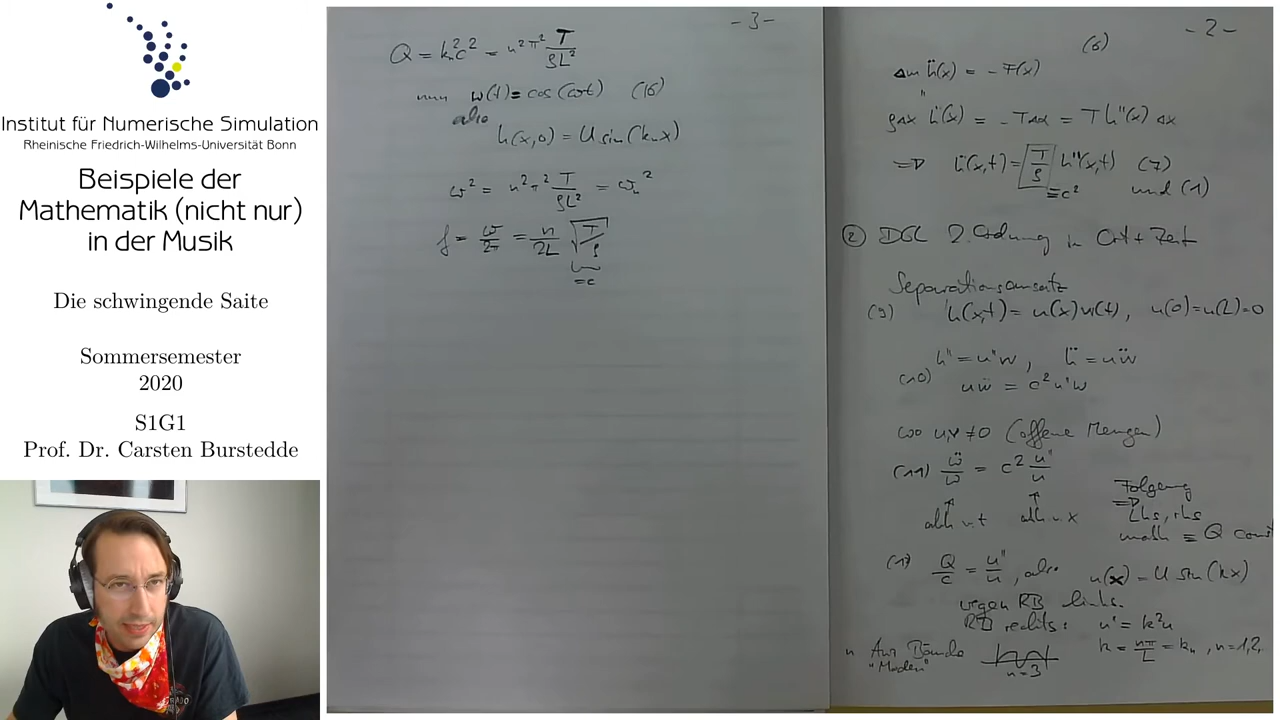 Institut für Numerische Simulation
Rheinische Friedrich-Wilhelms-Universität Bonn
Beispiele der
Mathematik (nicht nur)
in der Musik
Die schwingende Saite
Sommersemester
2020
S1G1
Prof. Dr. Carsten Burstedde
-3-
Q = kₙ²c² = n²π² T/(ρL²)
nun w(t) = cos(ωt) (16)
also
h(x,0) = U sin(kₙx)
ω² = n²π² T/(ρL²) = ωₙ²
f = ω/2π = n/2L √(T/ρ)
= c
-2-
(6)
Δm ḧ(x) = -F(x)
ρΔx ḧ(x) = -TΔα = T h''(x) Δx
⇒ ḧ(x,t) = T/ρ h''(x,t) (7)
≡ c² und (1)
② DGL 2. Ordnung in Ort + Zeit
Separationsansatz
(9) h(x,t) = u(x)w(t), u(0)=u(L)=0
h'' = u''w, ḧ = uẅ
(10) uẅ = c²u''w
wo u,w ≠ 0 (offene Mengen)
(11) ẅ/w = c² u''/u
abh v. t abh v. x
Folgerung
⇒ lhs, rhs
≡ Q const
Q/c = u''/u, also u(x) = U sin(kx)
wegen RB links.
RB rechts: u'' = k²u
k = nπ/L = kₙ, n=1,2,
n Anz Bäuche
"Moden"
n=3